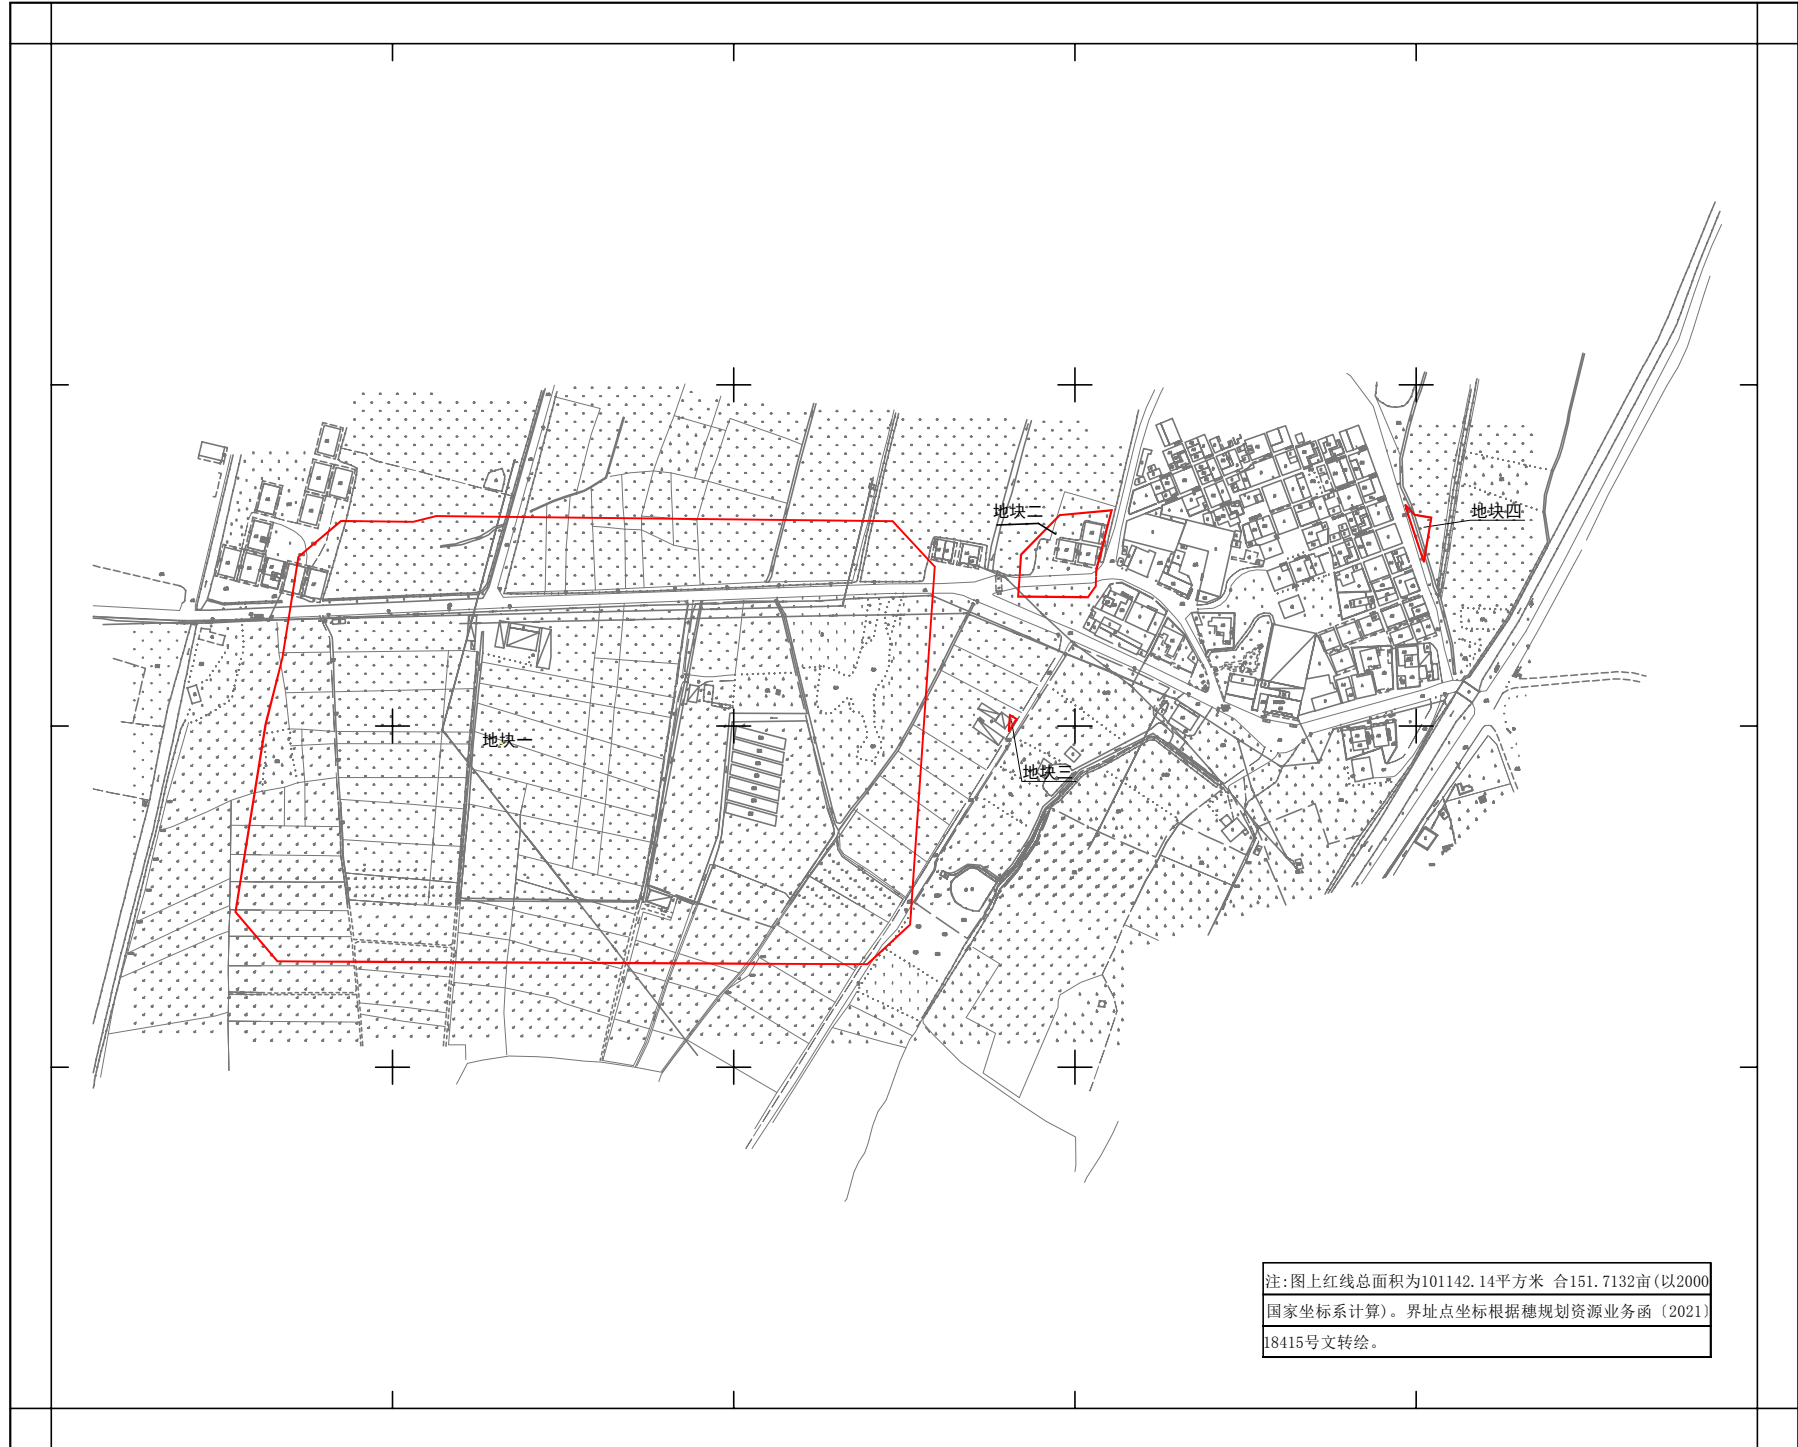 地块二
地块四
地块一
地块三
注:图上红线总面积为101142.14平方米 合151.7132亩(以2000
国家坐标系计算)。界址点坐标根据穗规划资源业务函〔2021〕
18415号文转绘。